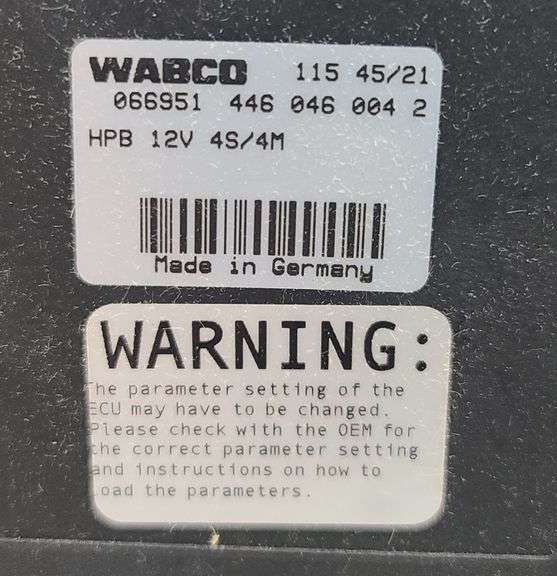 WABCO 115 45/21
066951 446 046 004 2
HPB 12V 4S/4M
Made in Germany
WARNING:
The parameter setting of the
ECU may have to be changed.
Please check with the OEM for
the correct parameter setting
and instructions on how to
load the parameters.